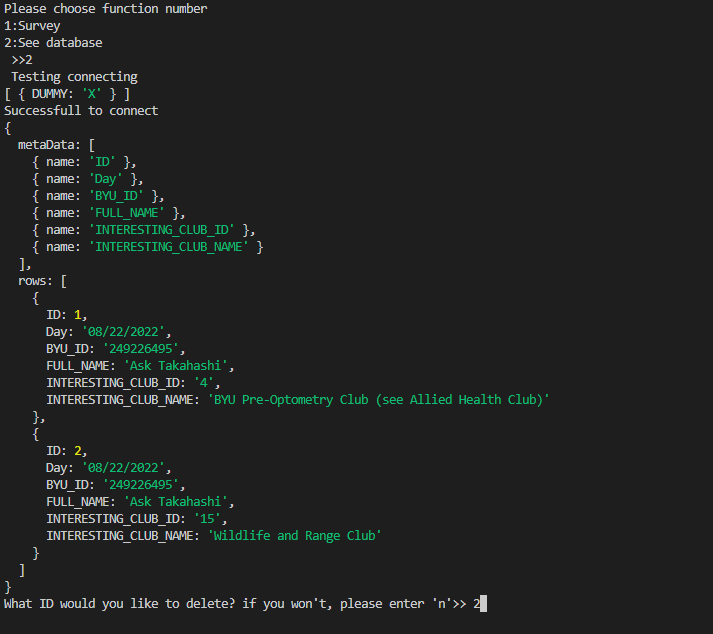 Please choose function number
1:Survey
2:See database
 >>2
 Testing connecting
[ { DUMMY: 'X' } ]
Successfull to connect
{
  metaData: [
    { name: 'ID' },
    { name: 'Day' },
    { name: 'BYU_ID' },
    { name: 'FULL_NAME' },
    { name: 'INTERESTING_CLUB_ID' },
    { name: 'INTERESTING_CLUB_NAME' }
  ],
  rows: [
    {
      ID: 1,
      Day: '08/22/2022',
      BYU_ID: '249226495',
      FULL_NAME: 'Ask Takahashi',
      INTERESTING_CLUB_ID: '4',
      INTERESTING_CLUB_NAME: 'BYU Pre-Optometry Club (see Allied Health Club)'
    },
    {
      ID: 2,
      Day: '08/22/2022',
      BYU_ID: '249226495',
      FULL_NAME: 'Ask Takahashi',
      INTERESTING_CLUB_ID: '15',
      INTERESTING_CLUB_NAME: 'Wildlife and Range Club'
    }
  ]
}
What ID would you like to delete? if you won't, please enter 'n'>> 2